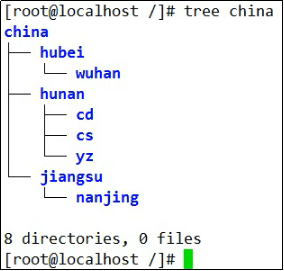 [root@localhost /]# tree china
china
├── hubei
│   └── wuhan
├── hunan
│   ├── cd
│   ├── cs
│   └── yz
└── jiangsu
    └── nanjing

8 directories, 0 files
[root@localhost /]#